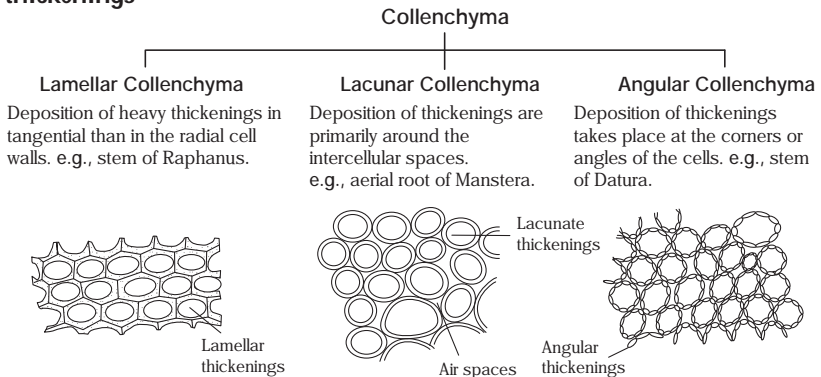 Collenchyma
Lamellar Collenchyma
Deposition of heavy thickenings in
tangential than in the radial cell
walls. e.g., stem of Raphanus.
Lacunar Collenchyma
Deposition of thickenings are
primarily around the
intercellular spaces.
e.g., aerial root of Manstera.
Angular Collenchyma
Deposition of thickenings
takes place at the corners or
angles of the cells. e.g., stem
of Datura.
Lamellar
thickenings
Lacunate
thickenings
Air spaces
Angular
thickenings